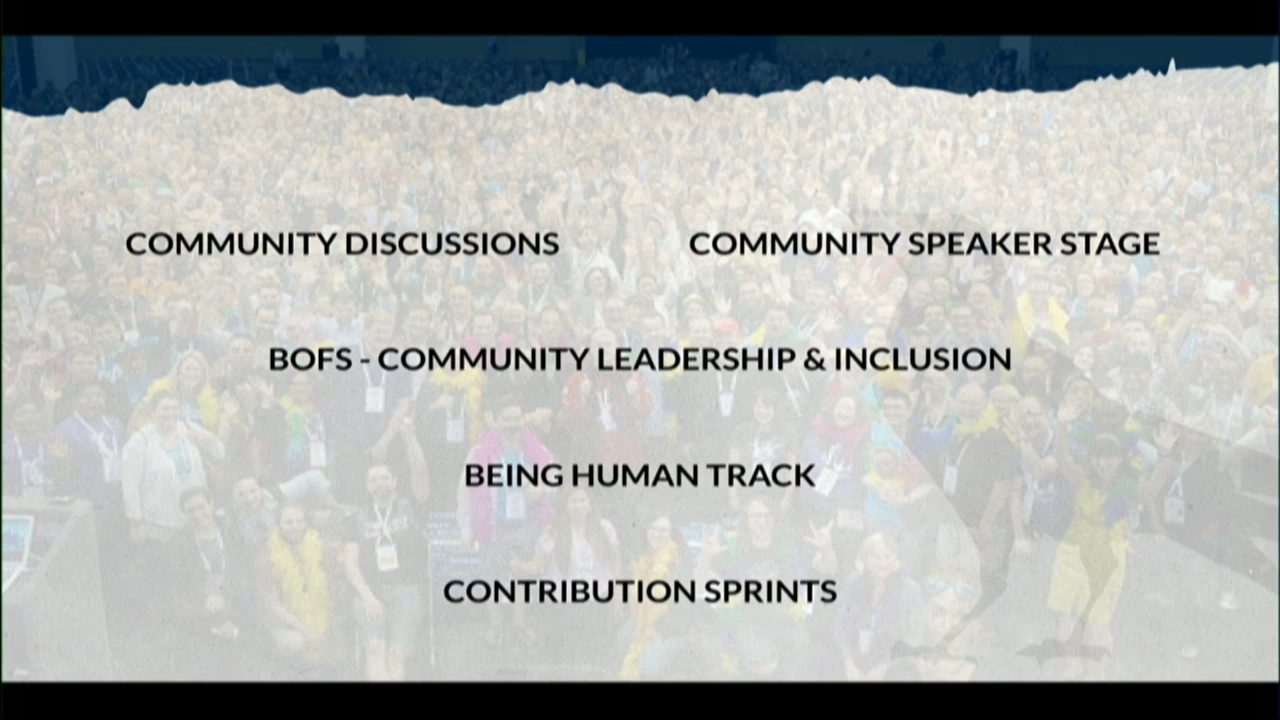 COMMUNITY DISCUSSIONS
COMMUNITY SPEAKER STAGE
BOFS - COMMUNITY LEADERSHIP & INCLUSION
BEING HUMAN TRACK
CONTRIBUTION SPRINTS